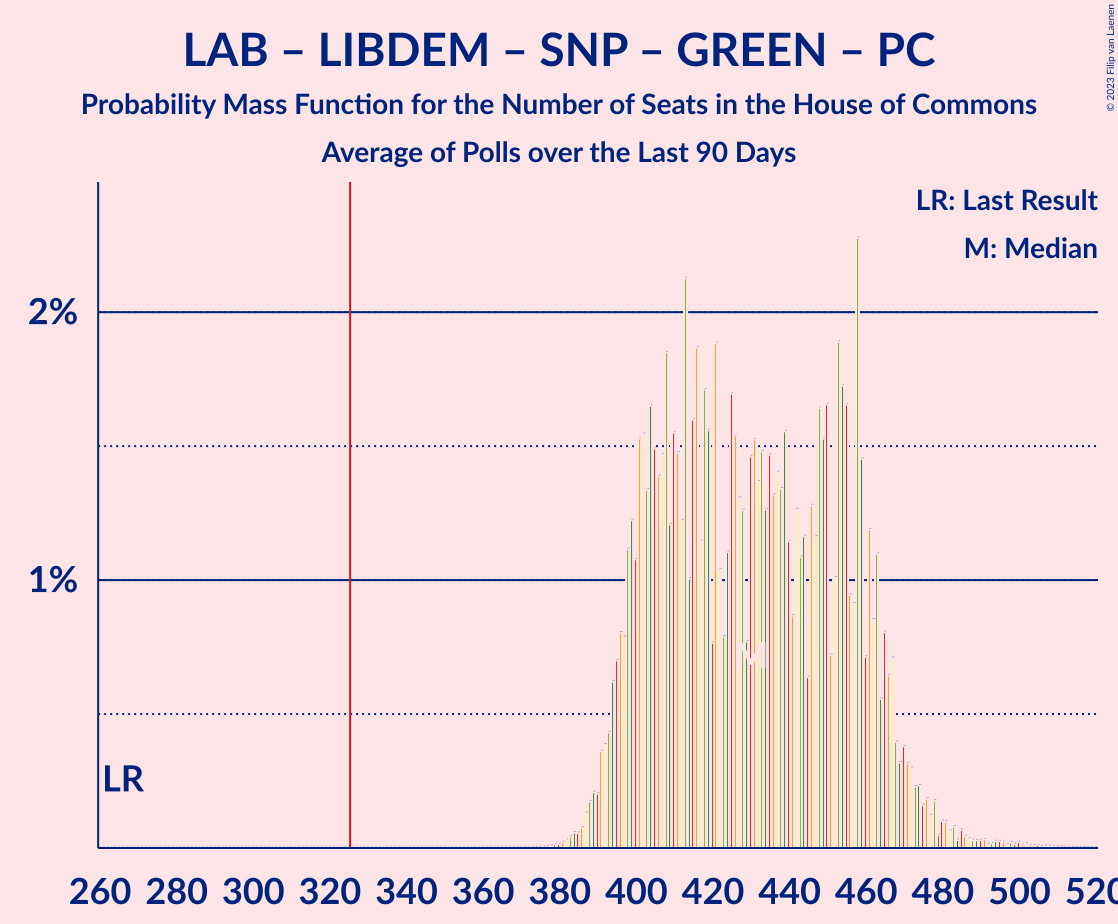 LAB – LIBDEM – SNP – GREEN – PC
Probability Mass Function for the Number of Seats in the House of Commons
Average of Polls over the Last 90 Days
© 2023 Filip van Laenen
LR: Last Result
M: Median
2%
1%
LR
M
260 280 300 320 340 360 380 400 420 440 460 480 500 520